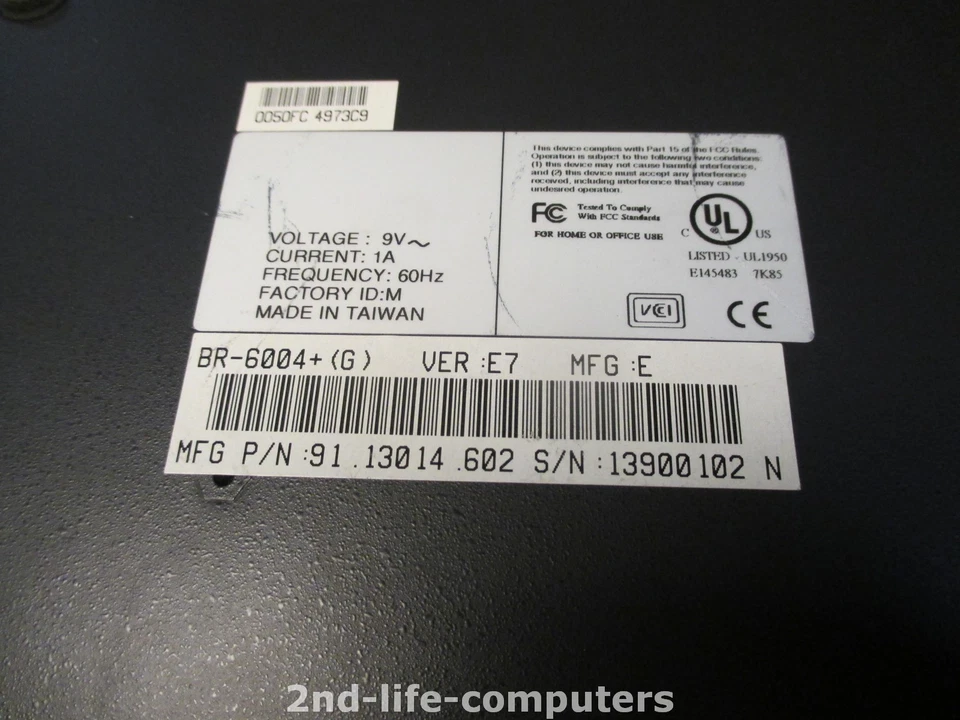 0050FC 4973C9
VOLTAGE : 9V~
CURRENT: 1A
FREQUENCY: 60Hz
FACTORY ID:M
MADE IN TAIWAN
This device complies with Part 15 of the FCC Rules.
Operation is subject to the following two conditions:
(1) this device may not cause harmful interference,
and (2) this device must accept any interference
received, including interference that may cause
undesired operation.
FC Tested To Comply
With FCC Standards
FOR HOME OR OFFICE USE
C UL US
LISTED - UL1950
E145483 7K85
VCI CE
BR-6004+(G) VER :E7 MFG :E
MFG P/N :91.13014.602 S/N :13900102 N
2nd-life-computers